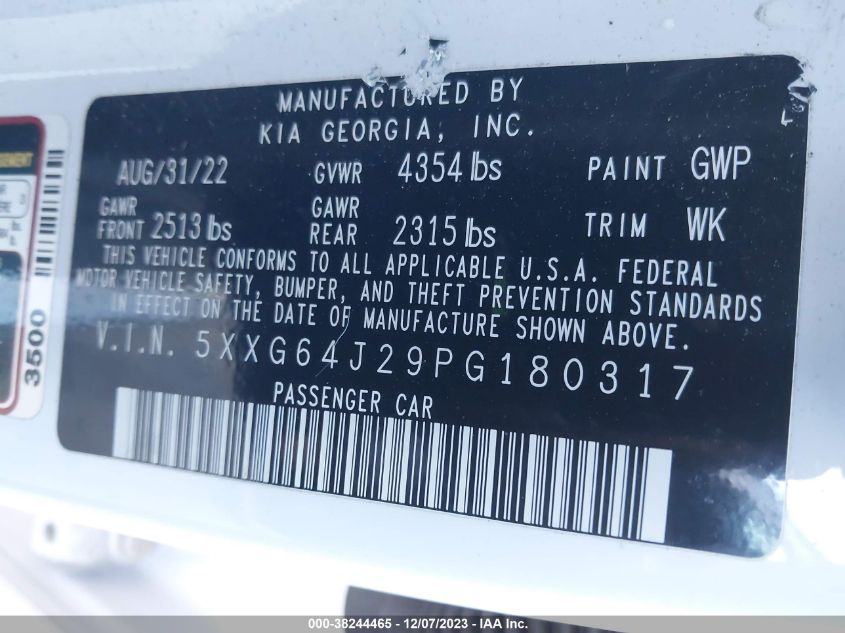 MANUFACTURED BY
KIA GEORGIA, INC.
AUG/31/22 GVWR 4354 lbs PAINT GWP
GAWR FRONT 2513 lbs GAWR REAR 2315 lbs TRIM WK
THIS VEHICLE CONFORMS TO ALL APPLICABLE U.S.A. FEDERAL
MOTOR VEHICLE SAFETY, BUMPER, AND THEFT PREVENTION STANDARDS
IN EFFECT ON THE DATE OF MANUFACTURE SHOWN ABOVE.
V.I.N. 5XXG64J29PG180317
PASSENGER CAR
3500
000-38244465 - 12/07/2023 - IAA Inc.